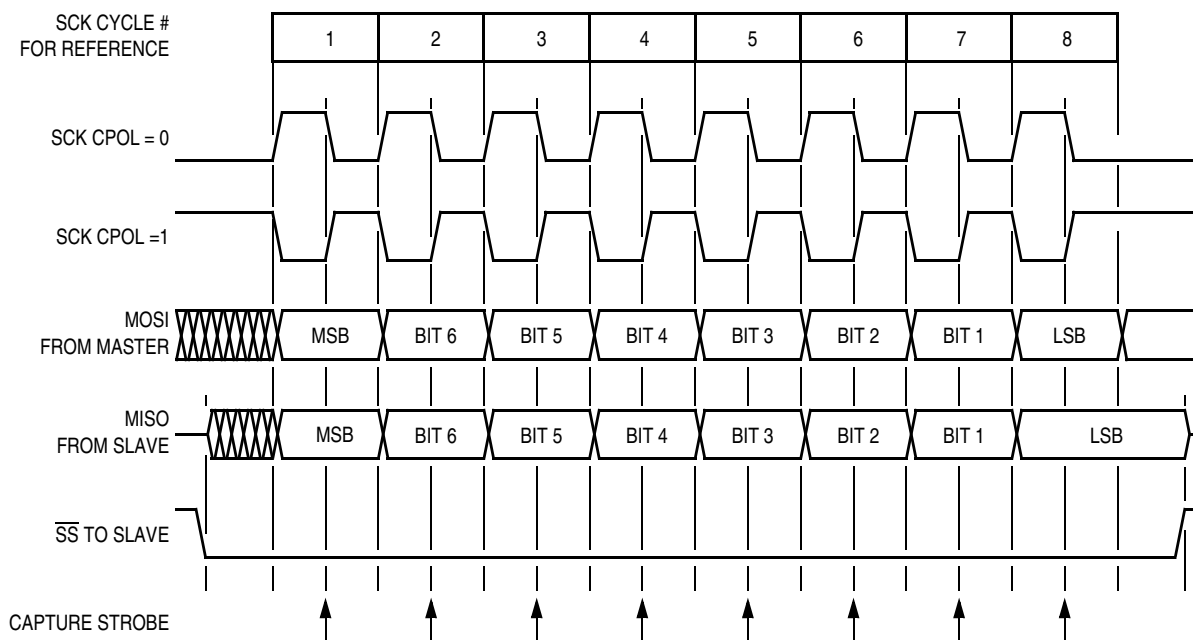 SCK CYCLE #
FOR REFERENCE
1 2 3 4 5 6 7 8
SCK CPOL = 0
SCK CPOL =1
MOSI
FROM MASTER
MSB BIT 6 BIT 5 BIT 4 BIT 3 BIT 2 BIT 1 LSB
MISO
FROM SLAVE
MSB BIT 6 BIT 5 BIT 4 BIT 3 BIT 2 BIT 1 LSB
S̅S̅ TO SLAVE
CAPTURE STROBE